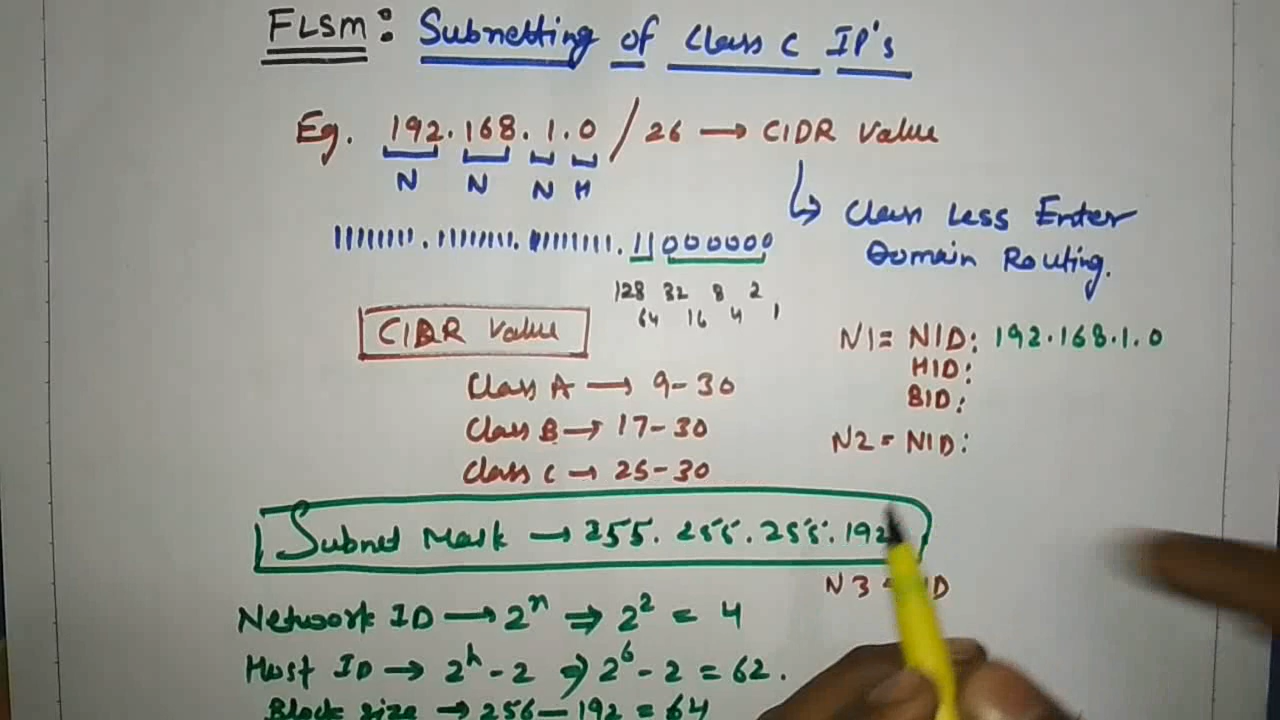 FLSM: Subnetting of Class C IP's
Eg. 192.168.1.0 / 26 → CIDR Value
N N N H
Class Less Enter
Domain Routing.
11111111.11111111.11111111.11000000
128 64 32 16 8 4 2 1
CIDR Value
Class A → 9-30
Class B → 17-30
Class C → 25-30
N1 = NID: 192.168.1.0
HID:
BID:
N2 = NID:
Subnet Mask → 255.255.255.192
N3
Network ID → 2^n ⇒ 2^2 = 4
Host ID → 2^h - 2 ⇒ 2^6 - 2 = 62.
Block size → 256 - 192 = 64